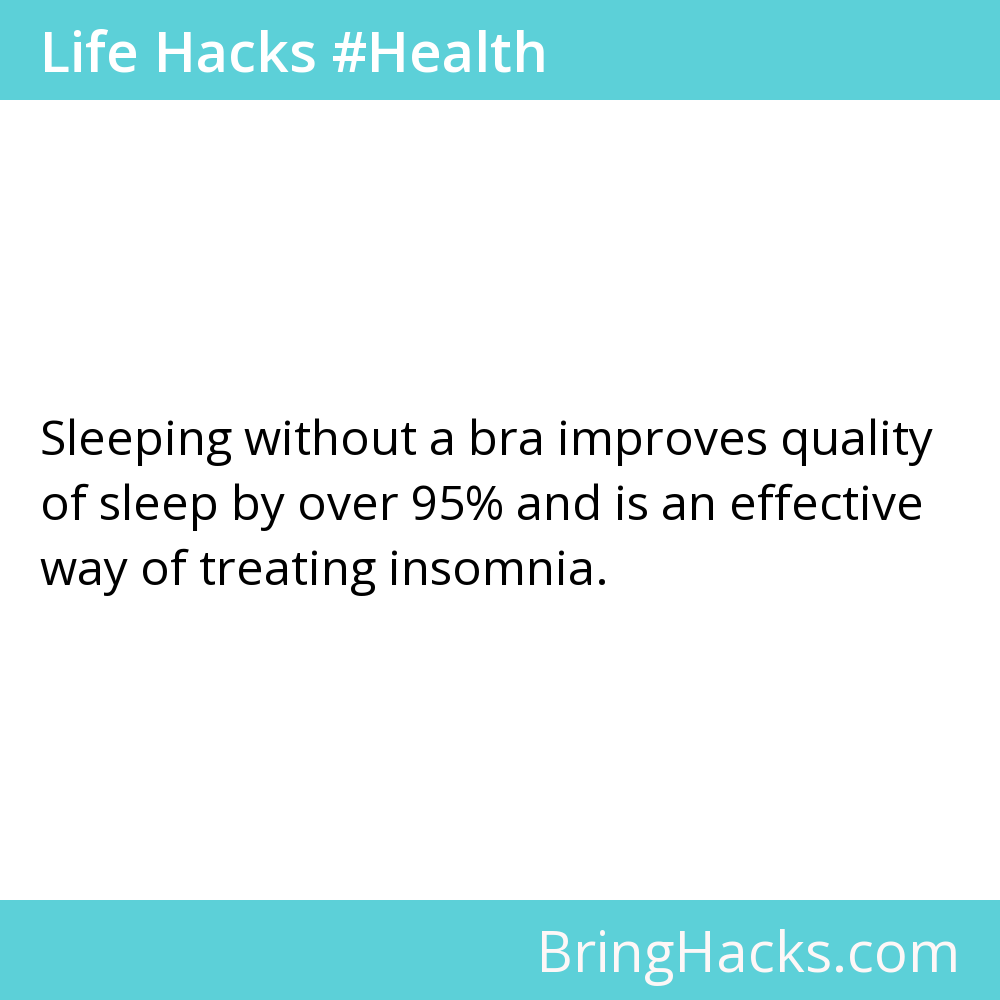 Life Hacks #Health
Sleeping without a bra improves quality
of sleep by over 95% and is an effective
way of treating insomnia.
BringHacks.com